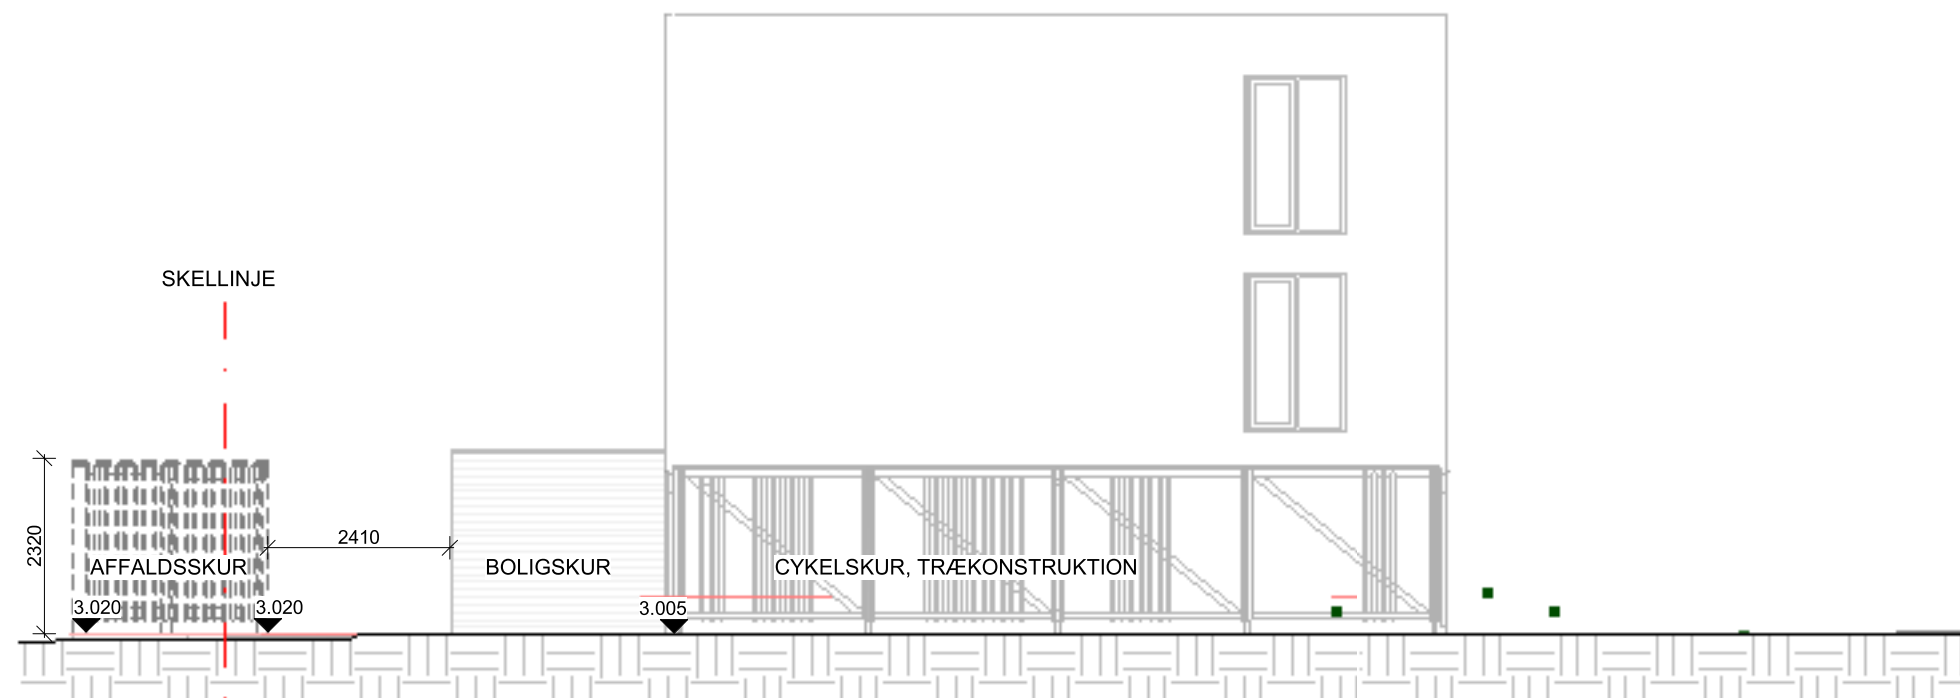 SKELLINJE
2320
2410
AFFALDSSKUR
BOLIGSKUR
CYKELSKUR, TRÆKONSTRUKTION
3.020
3.020
3.005